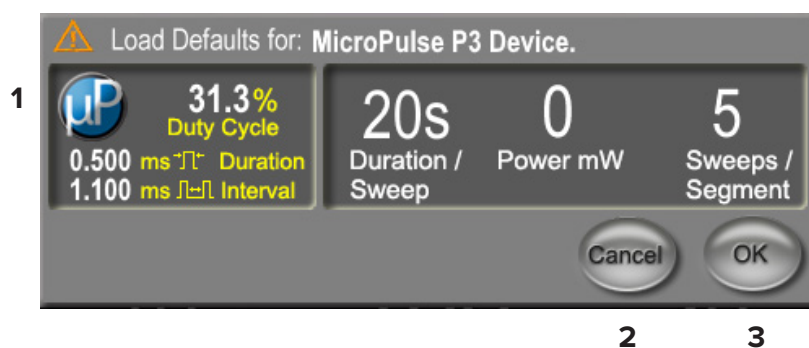 Load Defaults for: MicroPulse P3 Device.
1
µP
31.3%
Duty Cycle
0.500 ms Duration
1.100 ms Interval
20s
Duration /
Sweep
0
Power mW
5
Sweeps /
Segment
Cancel
OK
2
3